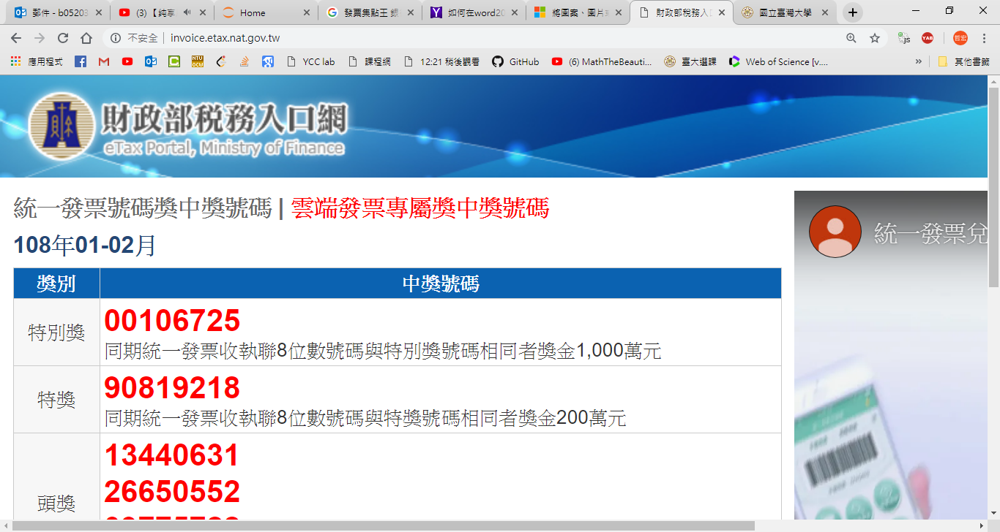 郵件 - b05203
(3)【純享
Home
發票集點王 銀
如何在word20
將圖案、圖片
財政部稅務入口
國立臺灣大學
不安全 | invoice.etax.nat.gov.tw
JS YAB 哲宏
應用程式 NTU OCW YCC lab 課程網 12:21 稍後觀看 GitHub (6) MathTheBeauti... 臺大選課 Web of Science [v.... » 其他書籤
財政部稅務入口網
eTax Portal, Ministry of Finance
統一發票號碼獎中獎號碼 | 雲端發票專屬獎中獎號碼
統一發票兌
108年01-02月
獎別 中獎號碼
特別獎
00106725
同期統一發票收執聯8位數號碼與特別獎號碼相同者獎金1,000萬元
特獎
90819218
同期統一發票收執聯8位數號碼與特獎號碼相同者獎金200萬元
頭獎
13440631
26650552